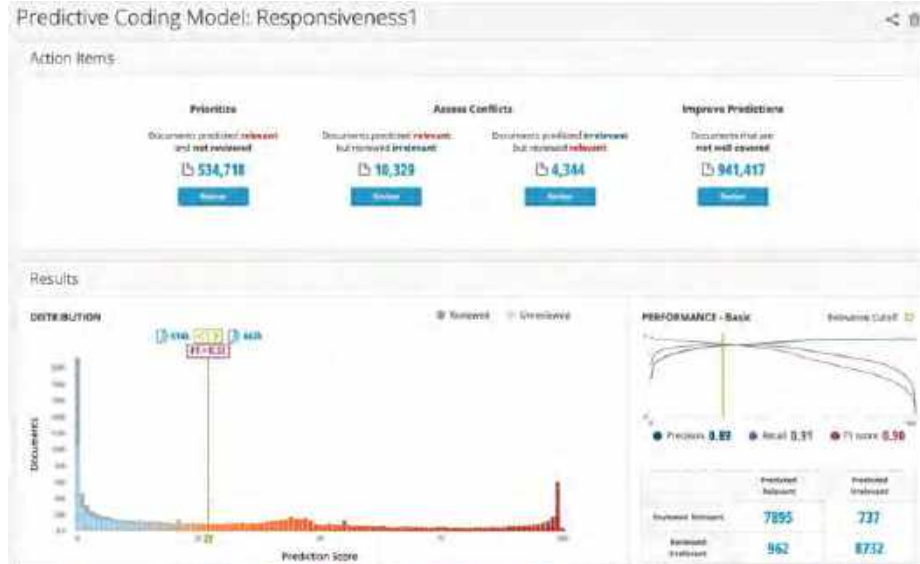 Predictive Coding Model: Responsiveness1
Action Items
Prioritize
Documents predicted relevant
and not reviewed
534,718
Review
Assess Conflicts
Documents predicted relevant
but reviewed irrelevant
10,329
Review
Documents predicted irrelevant
but reviewed relevant
4,344
Review
Improve Predictions
Documents that are
not well covered
941,417
Review
Results
DISTRIBUTION
Reviewed
Unreviewed
Documents
Prediction Score
PERFORMANCE - Basic
Relevance Cutoff
Precision 0.89
Recall 0.91
F1 score 0.90
Predicted
Relevant
Predicted
Irrelevant
Reviewed Relevant
7895
737
Reviewed
Irrelevant
962
8732